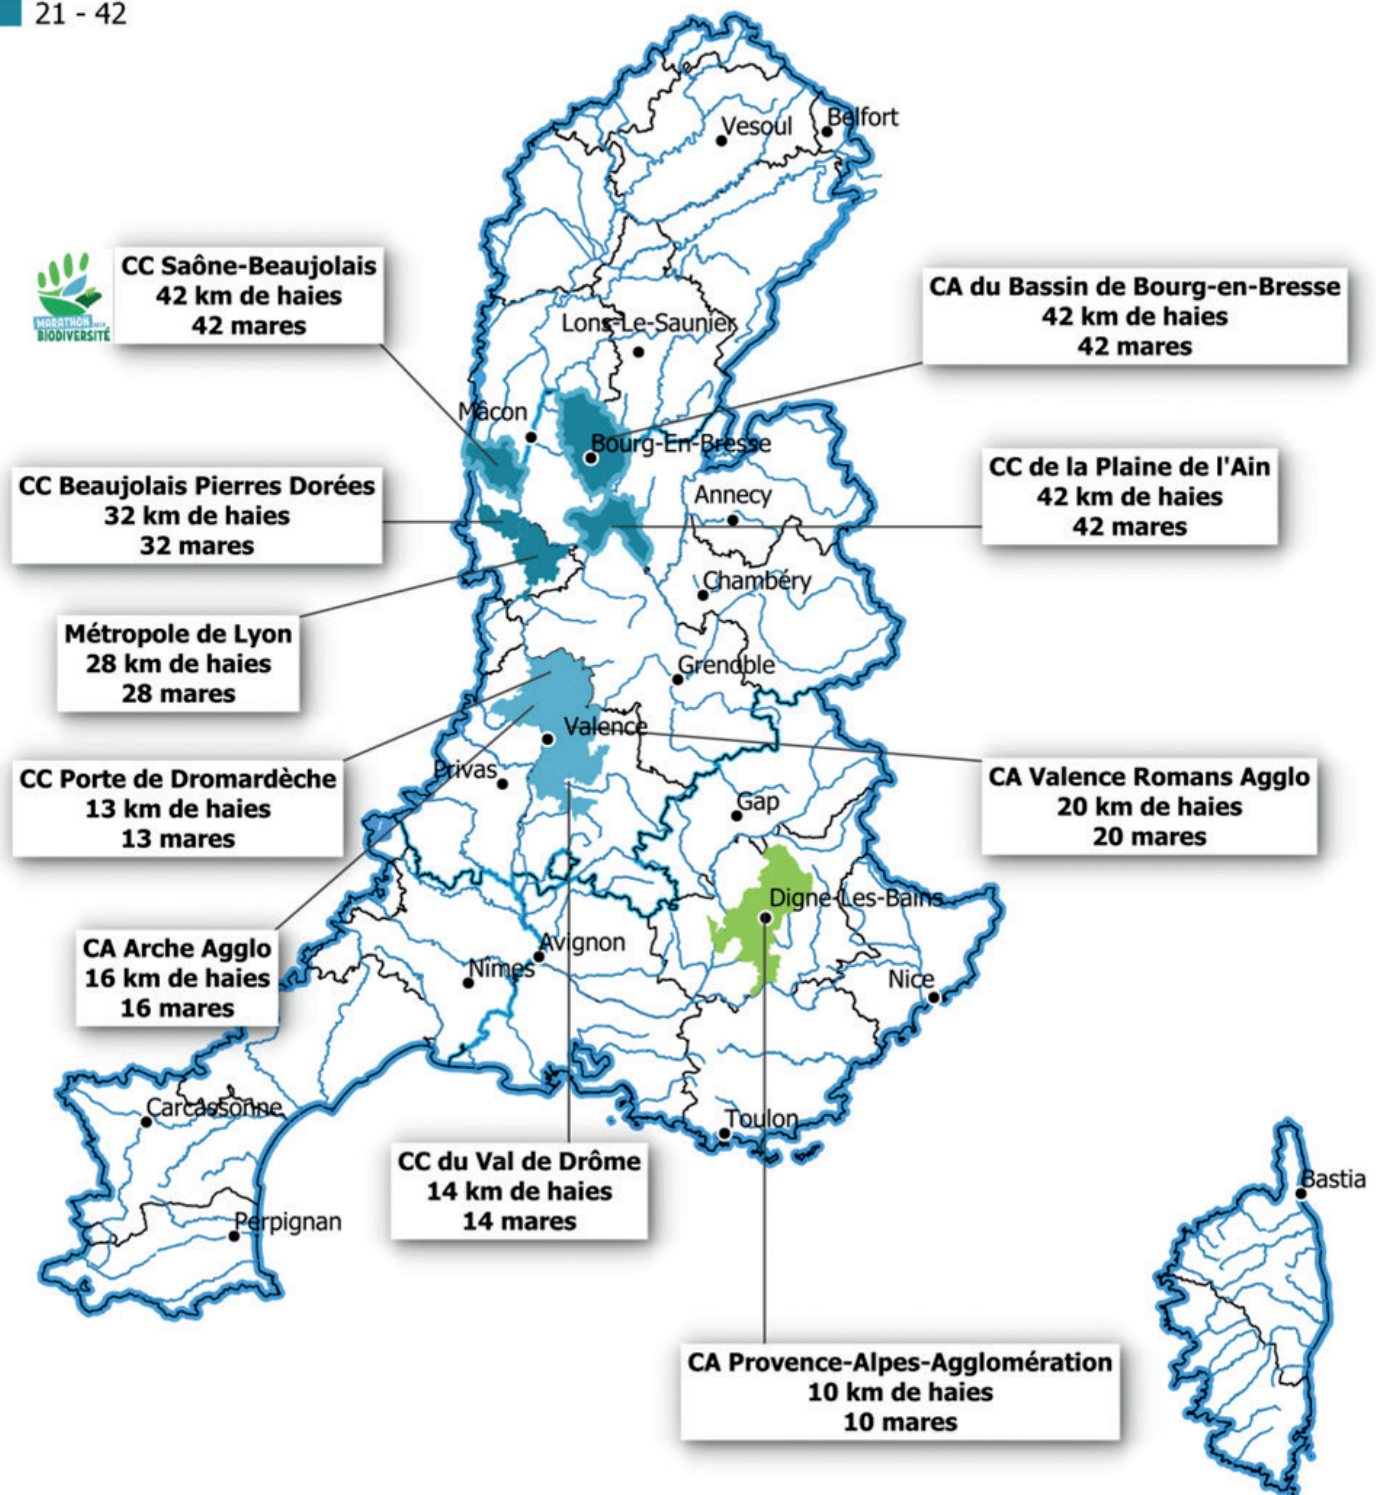 21 - 42
Vesoul
Belfort
CC Saône-Beaujolais
42 km de haies
42 mares
MARATHON DE LA
BIODIVERSITÉ
CA du Bassin de Bourg-en-Bresse
42 km de haies
42 mares
Lons-Le-Saunier
Mâcon
Bourg-En-Bresse
CC Beaujolais Pierres Dorées
32 km de haies
32 mares
CC de la Plaine de l'Ain
42 km de haies
42 mares
Annecy
Chambéry
Métropole de Lyon
28 km de haies
28 mares
Grenoble
Valence
CC Porte de Dromardèche
13 km de haies
13 mares
Privas
CA Valence Romans Agglo
20 km de haies
20 mares
Gap
Digne-Les-Bains
CA Arche Agglo
16 km de haies
16 mares
Avignon
Nîmes
Nice
Carcassonne
Toulon
CC du Val de Drôme
14 km de haies
14 mares
Perpignan
Bastia
CA Provence-Alpes-Agglomération
10 km de haies
10 mares